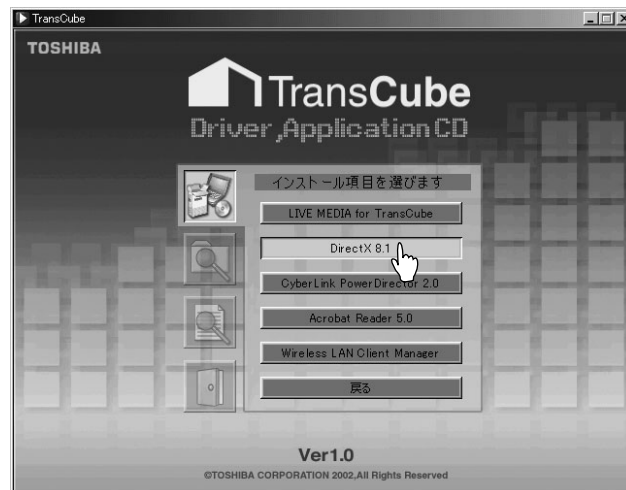 TransCube
TOSHIBA
TransCube
Driver,Application CD
インストール項目を選びます
LIVE MEDIA for TransCube
DirectX 8.1
CyberLink PowerDirector 2.0
Acrobat Reader 5.0
Wireless LAN Client Manager
戻る
Ver1.0
©TOSHIBA CORPORATION 2002,All Rights Reserved